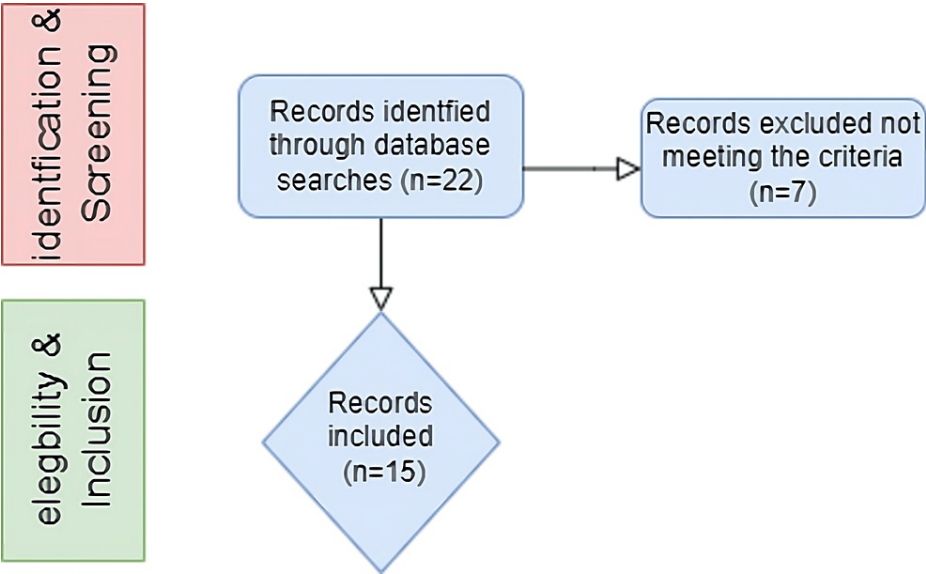 identification &
Screening
Records identfied
through database
searches (n=22)
Records excluded not
meeting the criteria
(n=7)
elegbility &
Inclusion
Records
included
(n=15)